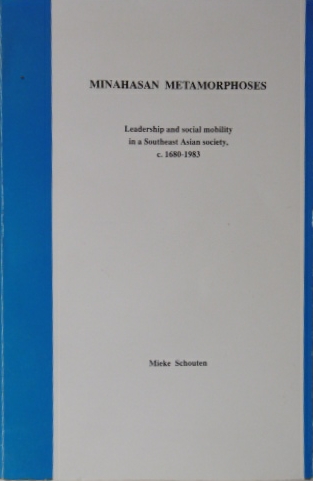 MINAHASAN METAMORPHOSES
Leadership and social mobility
in a Southeast Asian society,
c. 1680-1983
Mieke Schouten